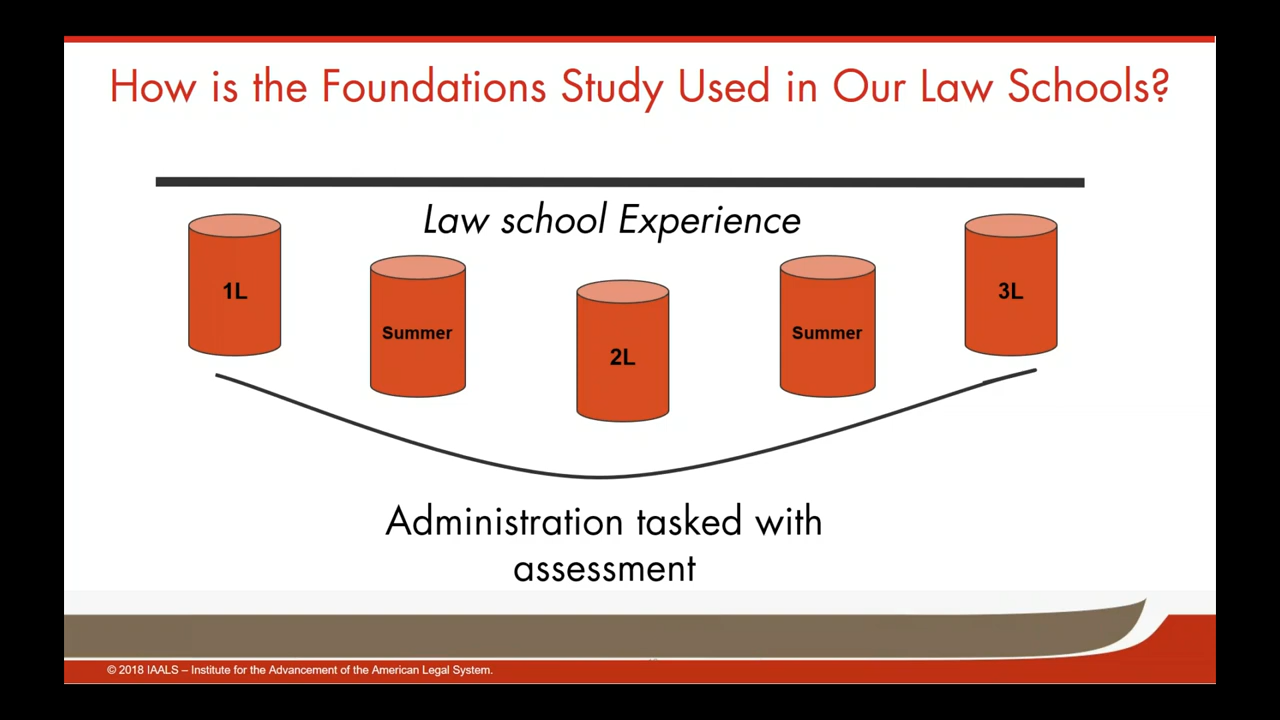 How is the Foundations Study Used in Our Law Schools?
Law school Experience
1L
Summer
2L
Summer
3L
Administration tasked with
assessment
© 2018 IAALS – Institute for the Advancement of the American Legal System.